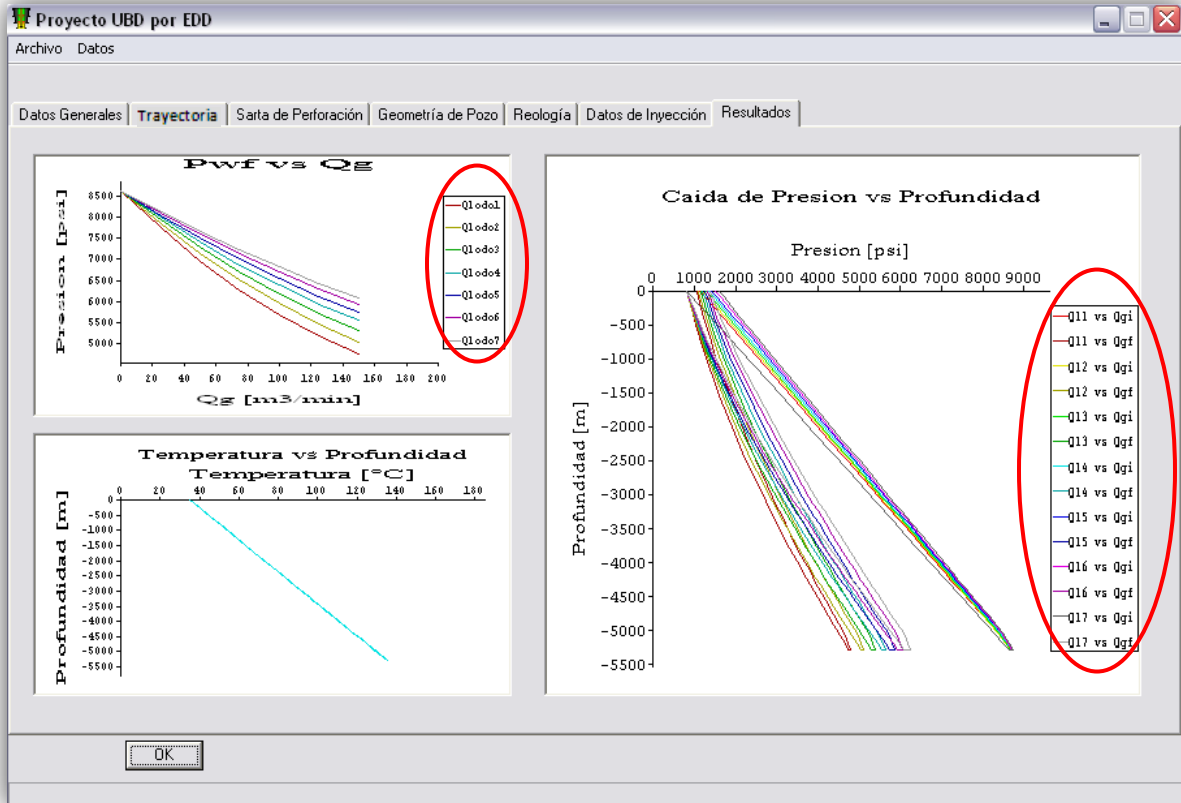 Proyecto UBD por EDD
Archivo Datos
Datos Generales Trayectoria Sarta de Perforación Geometría de Pozo Reología Datos de Inyección Resultados
Pwf vs Qg
Presion [psi]
8500
8000
7500
7000
6500
6000
5500
5000
0 20 40 60 80 100 120 140 160 180 200
Qg [m3/min]
Qlodo1
Qlodo2
Qlodo3
Qlodo4
Qlodo5
Qlodo6
Qlodo7
Temperatura vs Profundidad
Temperatura [°C]
0 20 40 60 80 100 120 140 160 180
Profundidad [m]
0
-500
-1000
-1500
-2000
-2500
-3000
-3500
-4000
-4500
-5000
-5500
Caida de Presion vs Profundidad
Presion [psi]
0 1000 2000 3000 4000 5000 6000 7000 8000 9000
Profundidad [m]
0
-500
-1000
-1500
-2000
-2500
-3000
-3500
-4000
-4500
-5000
-5500
Ql1 vs Qgi
Ql1 vs Qgf
Ql2 vs Qgi
Ql2 vs Qgf
Ql3 vs Qgi
Ql3 vs Qgf
Ql4 vs Qgi
Ql4 vs Qgf
Ql5 vs Qgi
Ql5 vs Qgf
Ql6 vs Qgi
Ql6 vs Qgf
Ql7 vs Qgi
Ql7 vs Qgf
OK